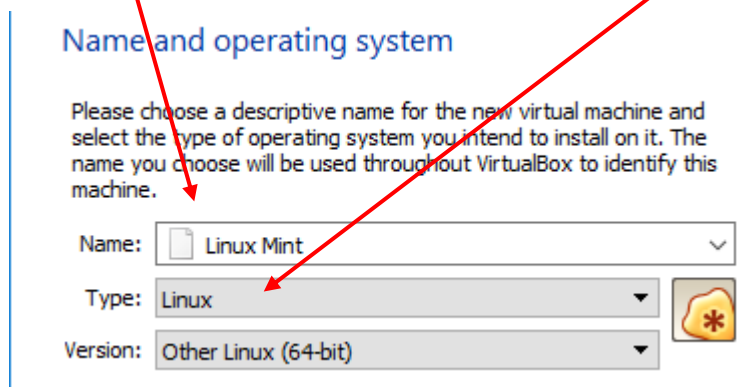 Name and operating system
Please choose a descriptive name for the new virtual machine and
select the type of operating system you intend to install on it. The
name you choose will be used throughout VirtualBox to identify this
machine.
Name: Linux Mint
Type: Linux
Version: Other Linux (64-bit)